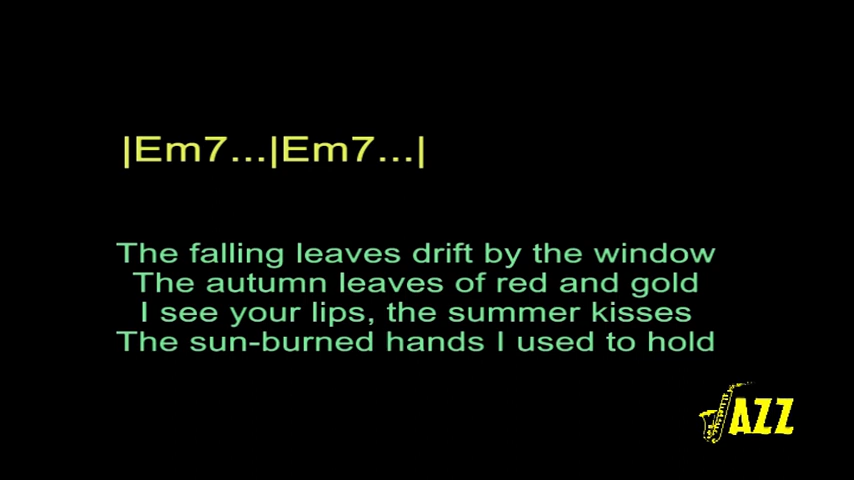 |Em7...|Em7...|
The falling leaves drift by the window
The autumn leaves of red and gold
I see your lips, the summer kisses
The sun-burned hands I used to hold
JAZZ